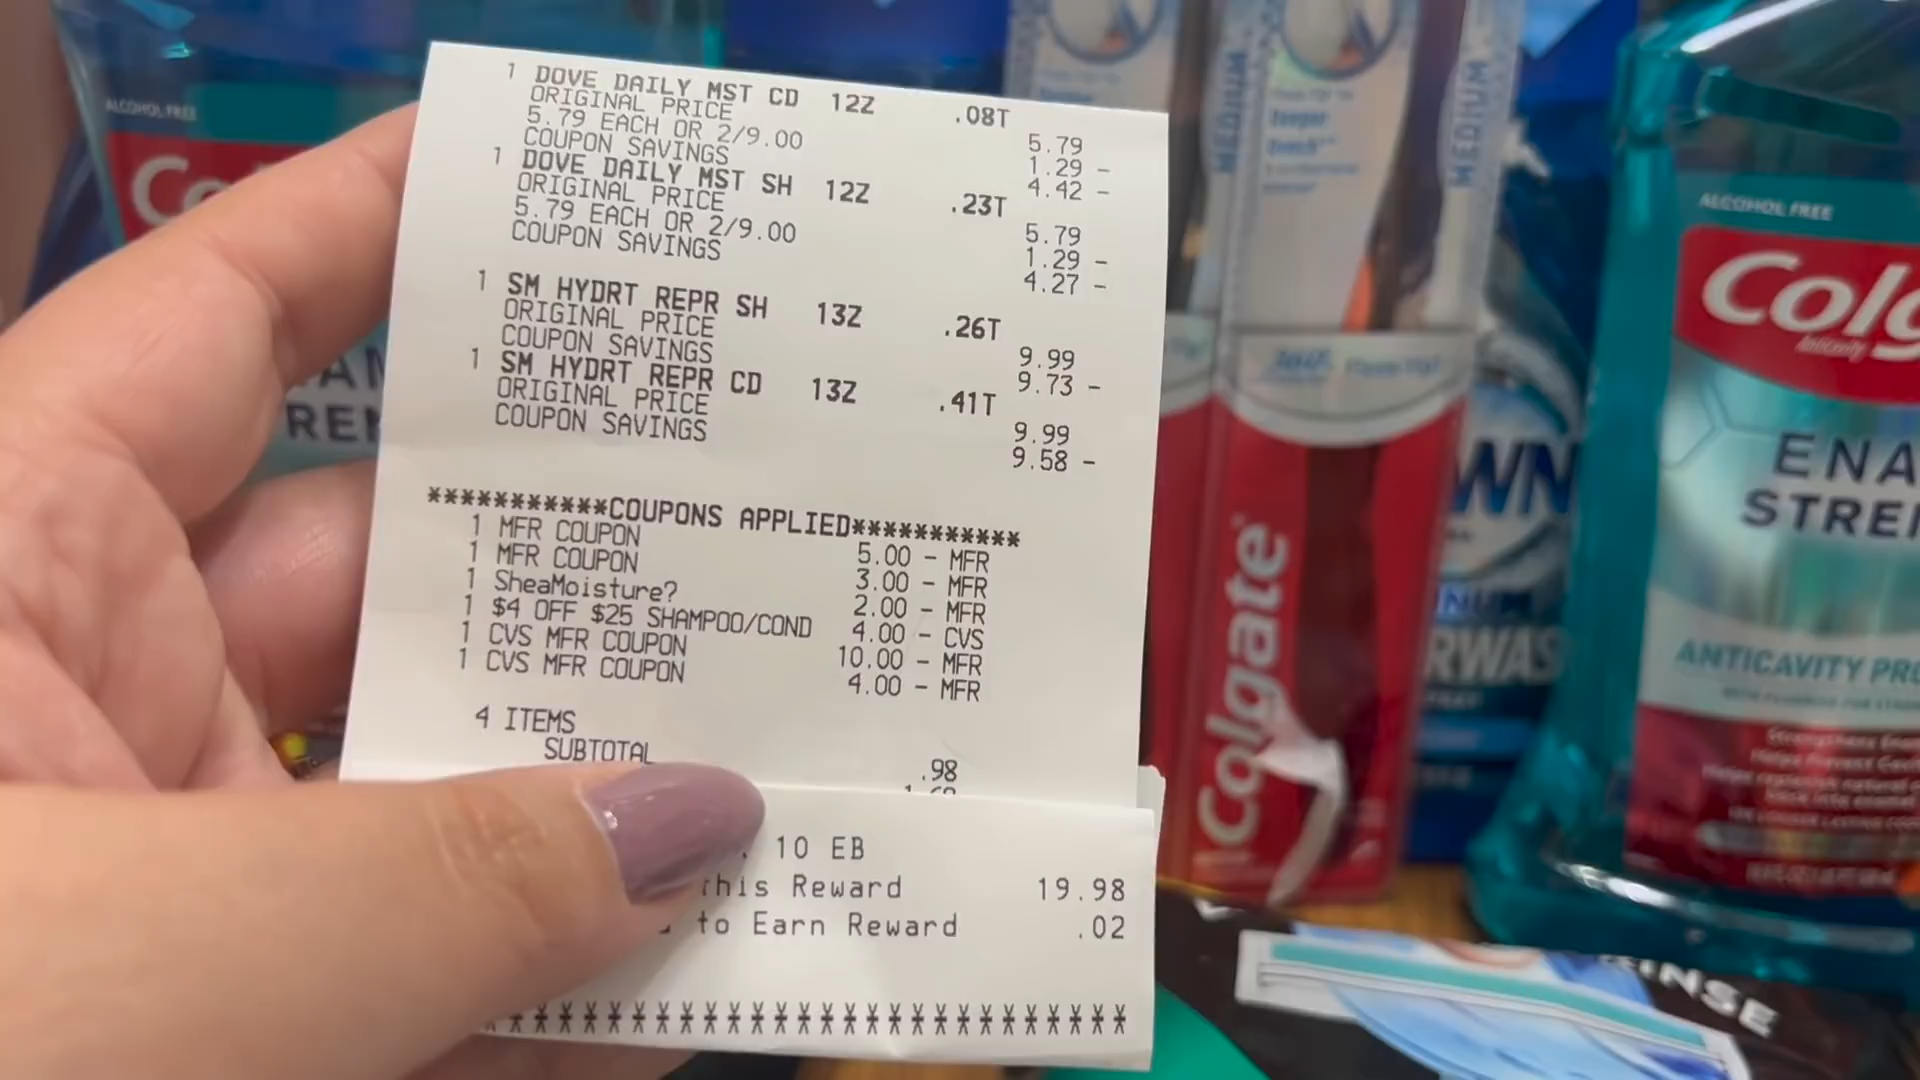 1 DOVE DAILY MST CD 12Z .08T
ORIGINAL PRICE 5.79
5.79 EACH OR 2/9.00 1.29 -
COUPON SAVINGS 4.42 -
1 DOVE DAILY MST SH 12Z .23T
ORIGINAL PRICE 5.79
5.79 EACH OR 2/9.00 1.29 -
COUPON SAVINGS 4.27 -
1 SM HYDRT REPR SH 13Z .26T
ORIGINAL PRICE 9.99
COUPON SAVINGS 9.73 -
1 SM HYDRT REPR CD 13Z .41T
ORIGINAL PRICE 9.99
COUPON SAVINGS 9.58 -
***********COUPONS APPLIED***********
1 MFR COUPON 5.00 - MFR
1 MFR COUPON 3.00 - MFR
1 SheaMoisture? 2.00 - MFR
1 $4 OFF $25 SHAMPOO/COND 4.00 - CVS
1 CVS MFR COUPON 10.00 - MFR
1 CVS MFR COUPON 4.00 - MFR
4 ITEMS
SUBTOTAL .98
10 EB
this Reward 19.98
to Earn Reward .02
ALCOHOL FREE
MEDIUM
MEDIUM
Colgate
ALCOHOL FREE
Colg
ENA
STREN
ANTICAVITY PRO